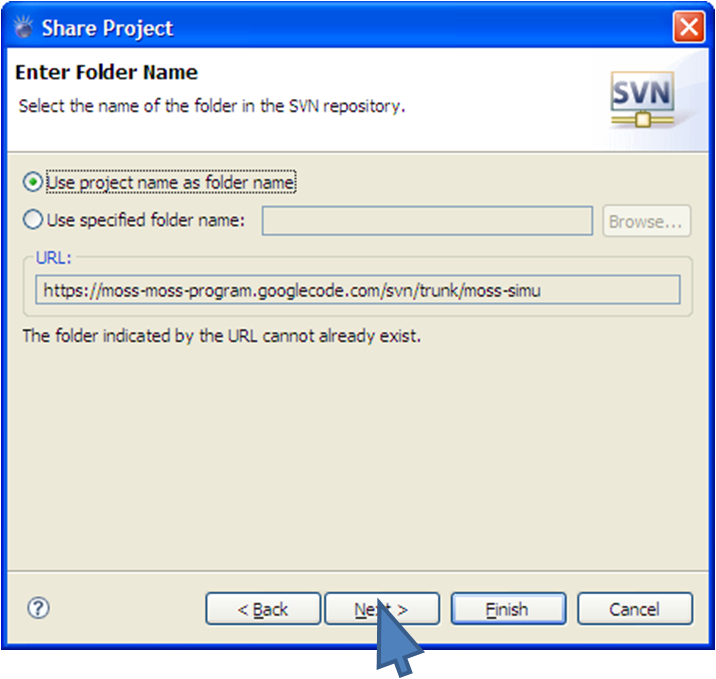 Share Project
Enter Folder Name
Select the name of the folder in the SVN repository.
SVN
Use project name as folder name
Use specified folder name:
Browse...
URL:
https://moss-moss-program.googlecode.com/svn/trunk/moss-simu
The folder indicated by the URL cannot already exist.
?
< Back
Next >
Finish
Cancel